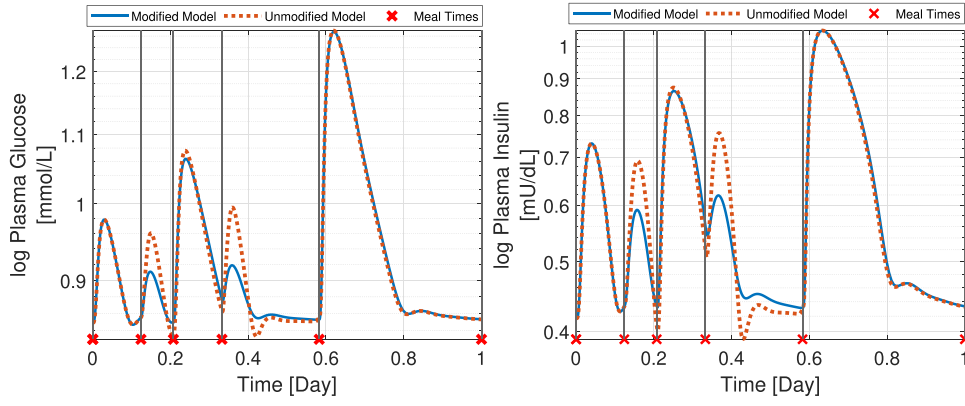 Modified Model Unmodified Model Meal Times
log Plasma Glucose
[mmol/L]
1.2
1.1
1
0.9
0 0.2 0.4 0.6 0.8 1
Time [Day]
Modified Model Unmodified Model Meal Times
log Plasma Insulin
[mU/dL]
1
0.9
0.8
0.7
0.6
0.5
0.4
0 0.2 0.4 0.6 0.8 1
Time [Day]